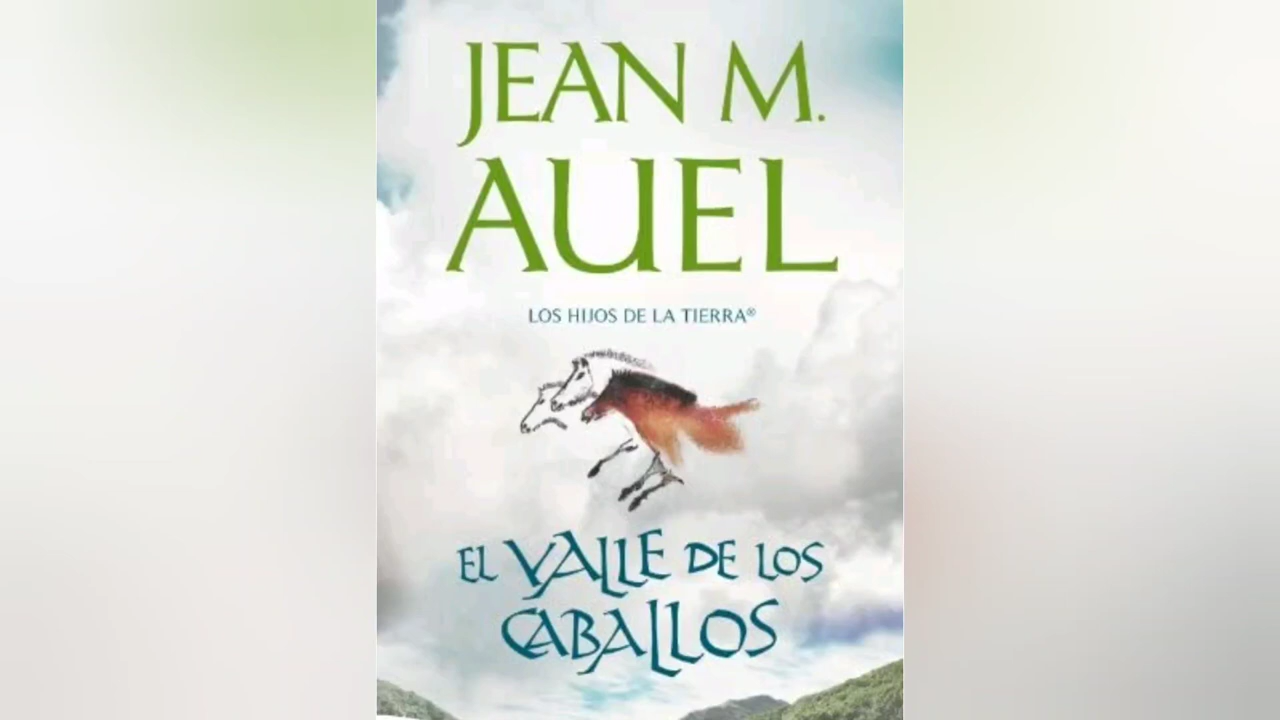 JEAN M.
AUEL
LOS HIJOS DE LA TIERRA®
EL VALLE DE LOS
CABALLOS